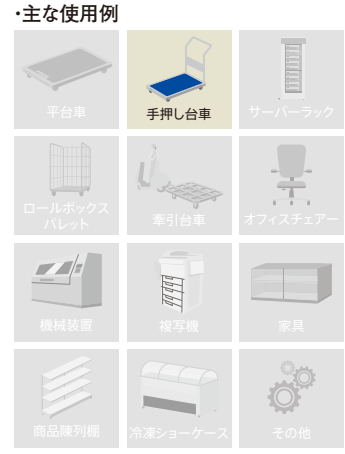 ・主な使用例
平台車
手押し台車
サーバーラック
ロールボックス
パレット
牽引台車
オフィスチェアー
機械装置
複写機
家具
商品陳列棚
冷凍ショーケース
その他